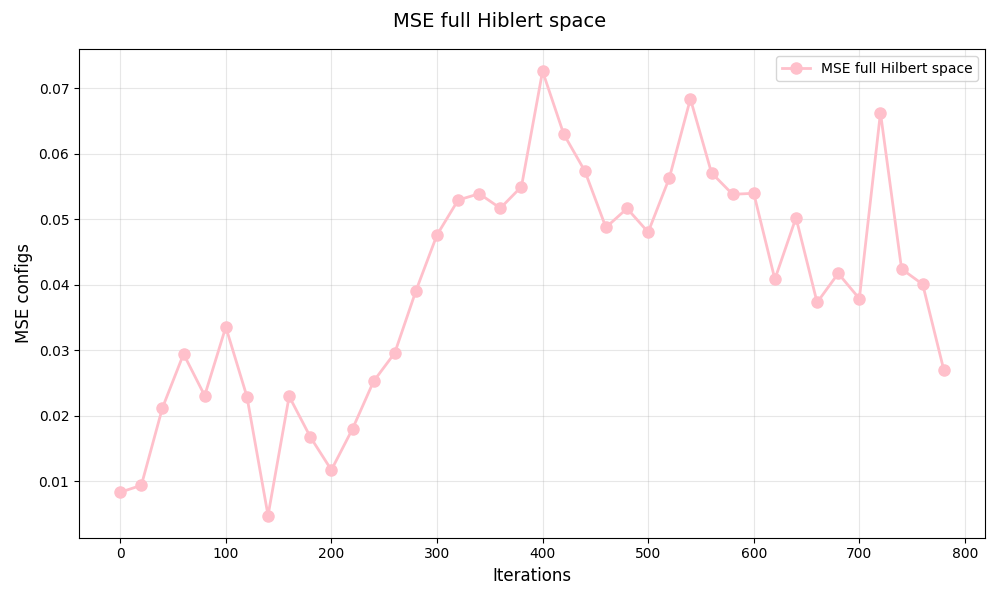 MSE full Hiblert space
MSE full Hilbert space
MSE configs
0.07
0.06
0.05
0.04
0.03
0.02
0.01
0 100 200 300 400 500 600 700 800
Iterations